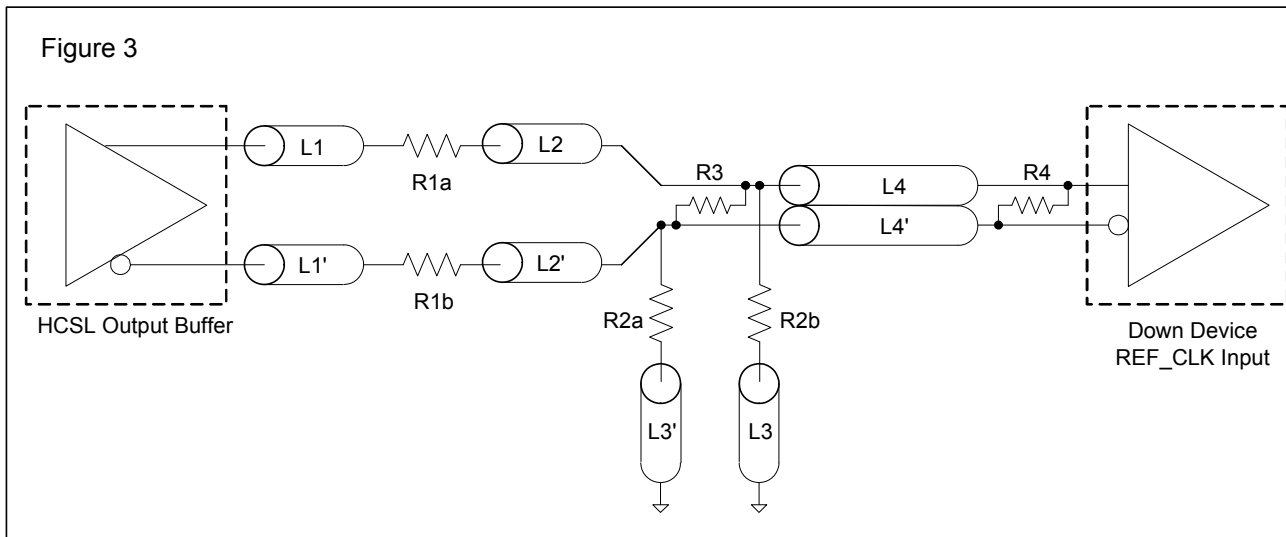 Figure 3
L1
R1a
L2
R3
L4
R4
L4'
L1'
R1b
L2'
HCSL Output Buffer
R2a
R2b
Down Device
REF_CLK Input
L3'
L3